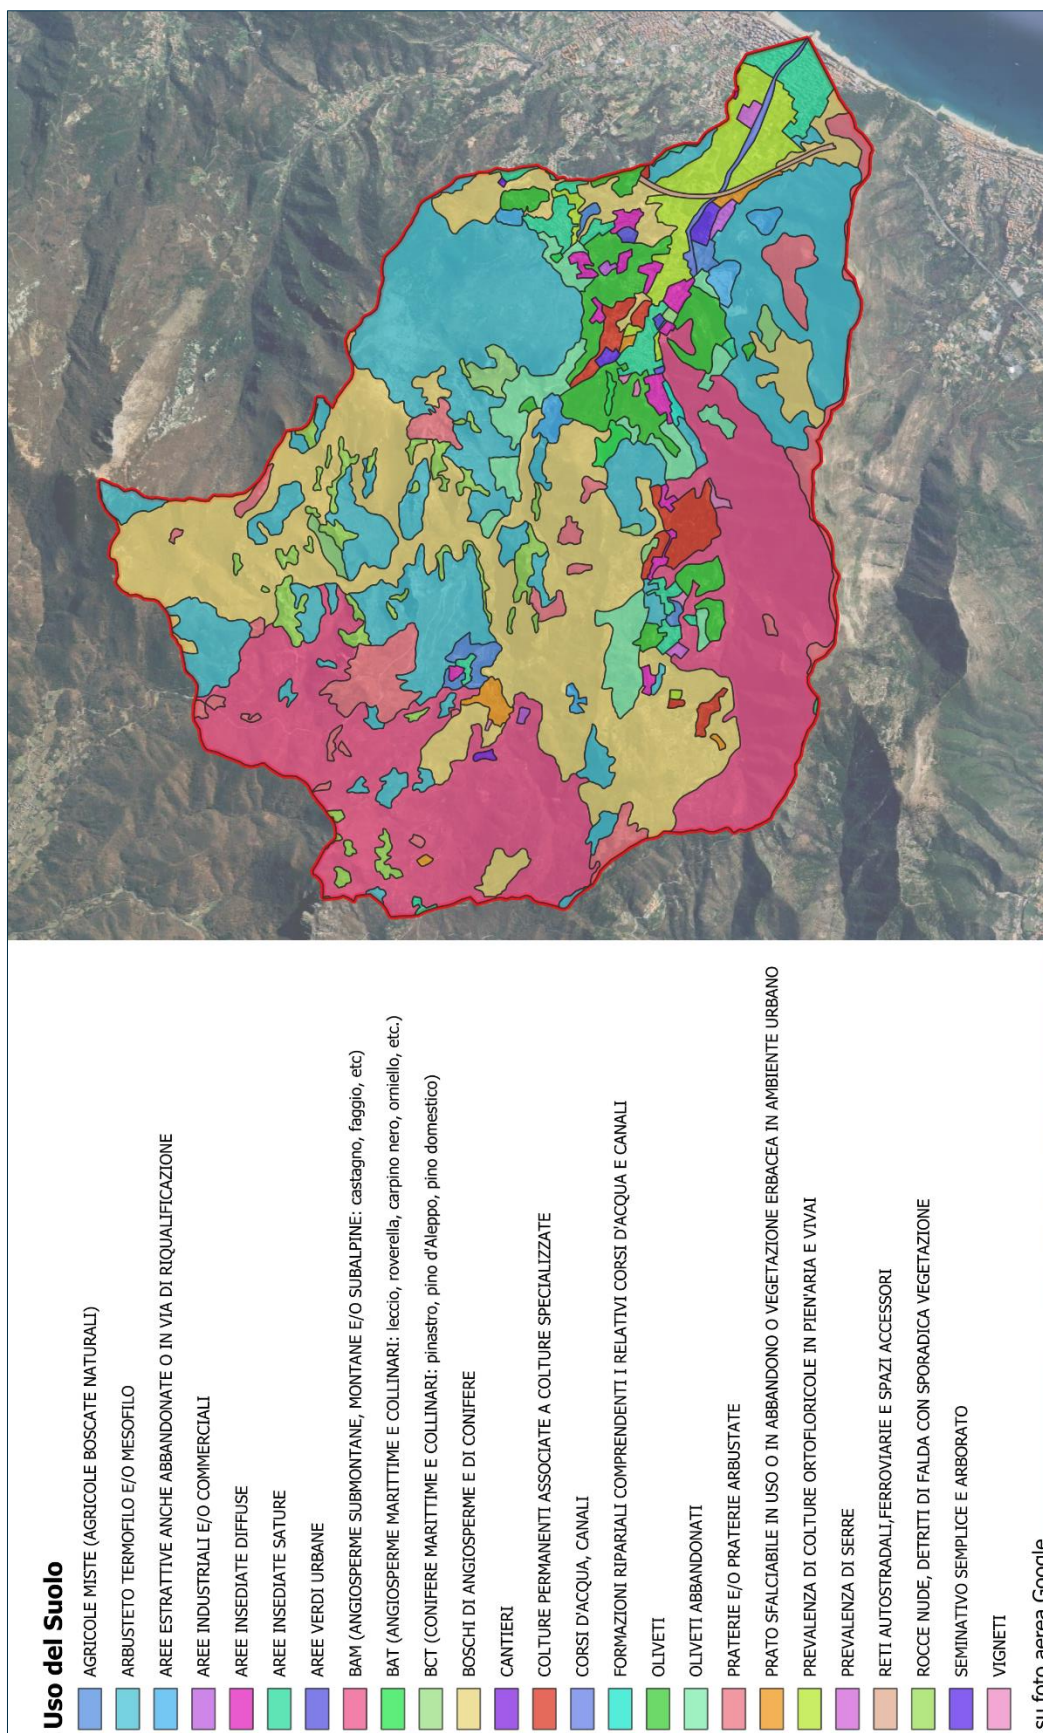 Uso del Suolo
AGRICOLE MISTE (AGRICOLE BOSCATE NATURALI)
ARBUSTETO TERMOFILO E/O MESOFILO
AREE ESTRATTIVE ANCHE ABBANDONATE O IN VIA DI RIQUALIFICAZIONE
AREE INDUSTRIALI E/O COMMERCIALI
AREE INSEDIATE DIFFUSE
AREE INSEDIATE SATURE
AREE VERDI URBANE
BAM (ANGIOSPERME SUBMONTANE, MONTANE E/O SUBALPINE: castagno, faggio, etc)
BAT (ANGIOSPERME MARITTIME E COLLINARI: leccio, roverella, carpino nero, orniello, etc.)
BCT (CONIFERE MARITTIME E COLLINARI: pinastro, pino d'Aleppo, pino domestico)
BOSCHI DI ANGIOSPERME E DI CONIFERE
CANTIERI
COLTURE PERMANENTI ASSOCIATE A COLTURE SPECIALIZZATE
CORSI D'ACQUA, CANALI
FORMAZIONI RIPARIALI COMPRENDENTI I RELATIVI CORSI D'ACQUA E CANALI
OLIVETI
OLIVETI ABBANDONATI
PRATERIE E/O PRATERIE ARBUSTATE
PRATO SFALCIABILE IN USO O IN ABBANDONO O VEGETAZIONE ERBACEA IN AMBIENTE URBANO
PREVALENZA DI COLTURE ORTOFLORICOLE IN PIEN'ARIA E VIVAI
PREVALENZA DI SERRE
RETI AUTOSTRADALI,FERROVIARIE E SPAZI ACCESSORI
ROCCE NUDE, DETRITI DI FALDA CON SPORADICA VEGETAZIONE
SEMINATIVO SEMPLICE E ARBORATO
VIGNETI
su foto aerea Google